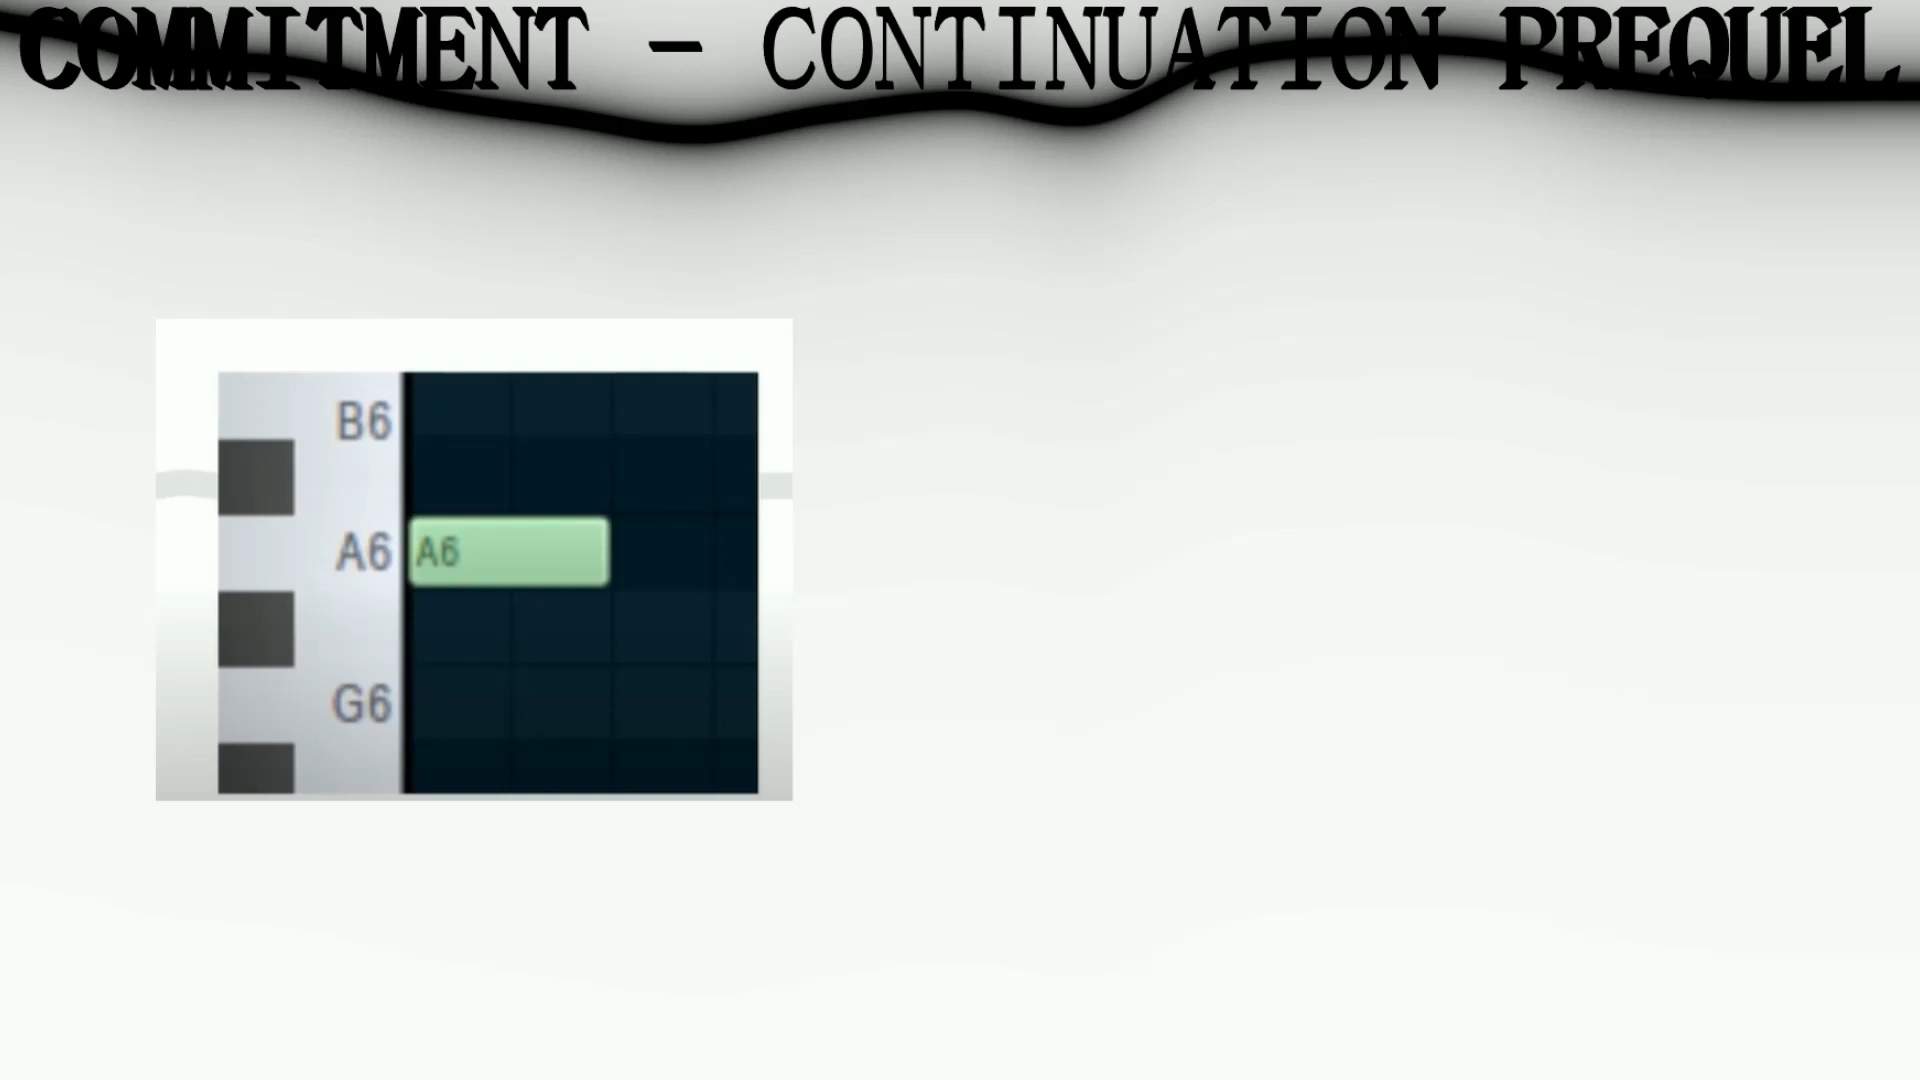 COMMITMENT - CONTINUATION PREQUEL
B6
A6 A6
G6